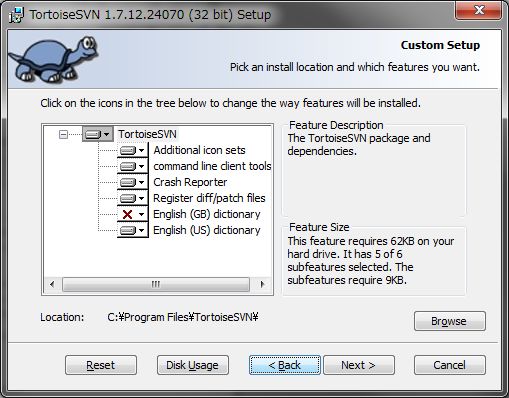 TortoiseSVN 1.7.12.24070 (32 bit) Setup
Custom Setup
Pick an install location and which features you want.
Click on the icons in the tree below to change the way features will be installed.
TortoiseSVN
Additional icon sets
command line client tools
Crash Reporter
Register diff/patch files
English (GB) dictionary
English (US) dictionary
Feature Description
The TortoiseSVN package and
dependencies.
Feature Size
This feature requires 62KB on your
hard drive. It has 5 of 6
subfeatures selected. The
subfeatures require 9KB.
Location: C:¥Program Files¥TortoiseSVN¥
Browse
Reset Disk Usage < Back Next > Cancel